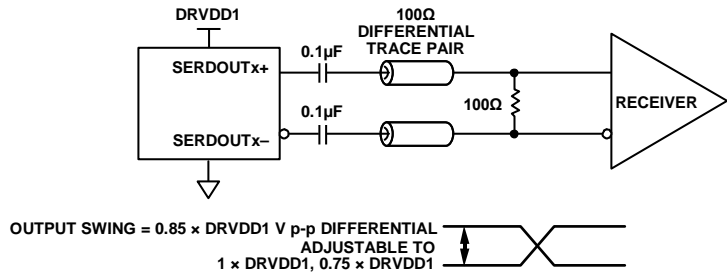 DRVDD1
100Ω
DIFFERENTIAL
TRACE PAIR
0.1µF
SERDOUTx+
100Ω
RECEIVER
0.1µF
SERDOUTx–
OUTPUT SWING = 0.85 × DRVDD1 V p-p DIFFERENTIAL
ADJUSTABLE TO
1 × DRVDD1, 0.75 × DRVDD1